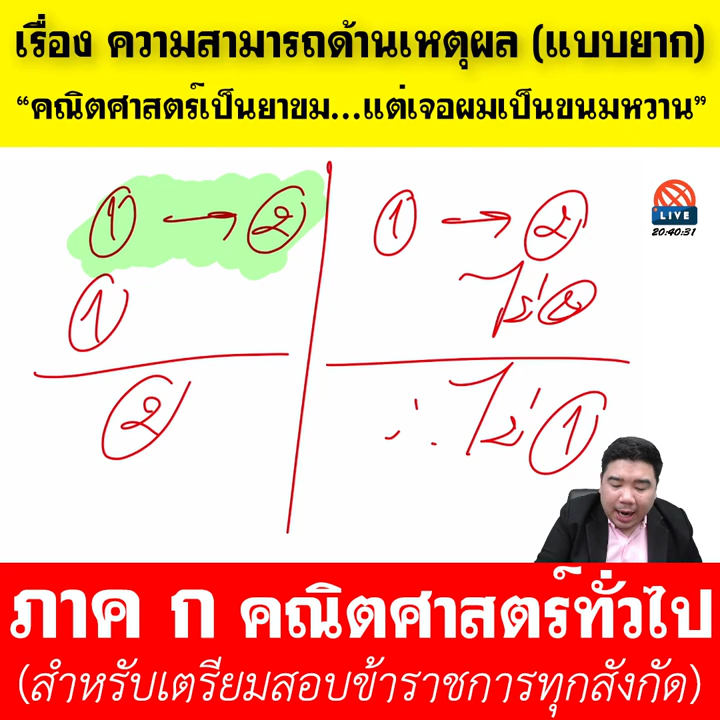 เรื่อง ความสามารถด้านเหตุผล (แบบยาก)
“คณิตศาสตร์เป็นยาขม...แต่เจอผมเป็นขนมหวาน”
LIVE
20:40:31
① → ②
①
②
① → ②
ไม่②
∴ ไม่①
ภาค ก คณิตศาสตร์ทั่วไป
(สำหรับเตรียมสอบข้าราชการทุกสังกัด)